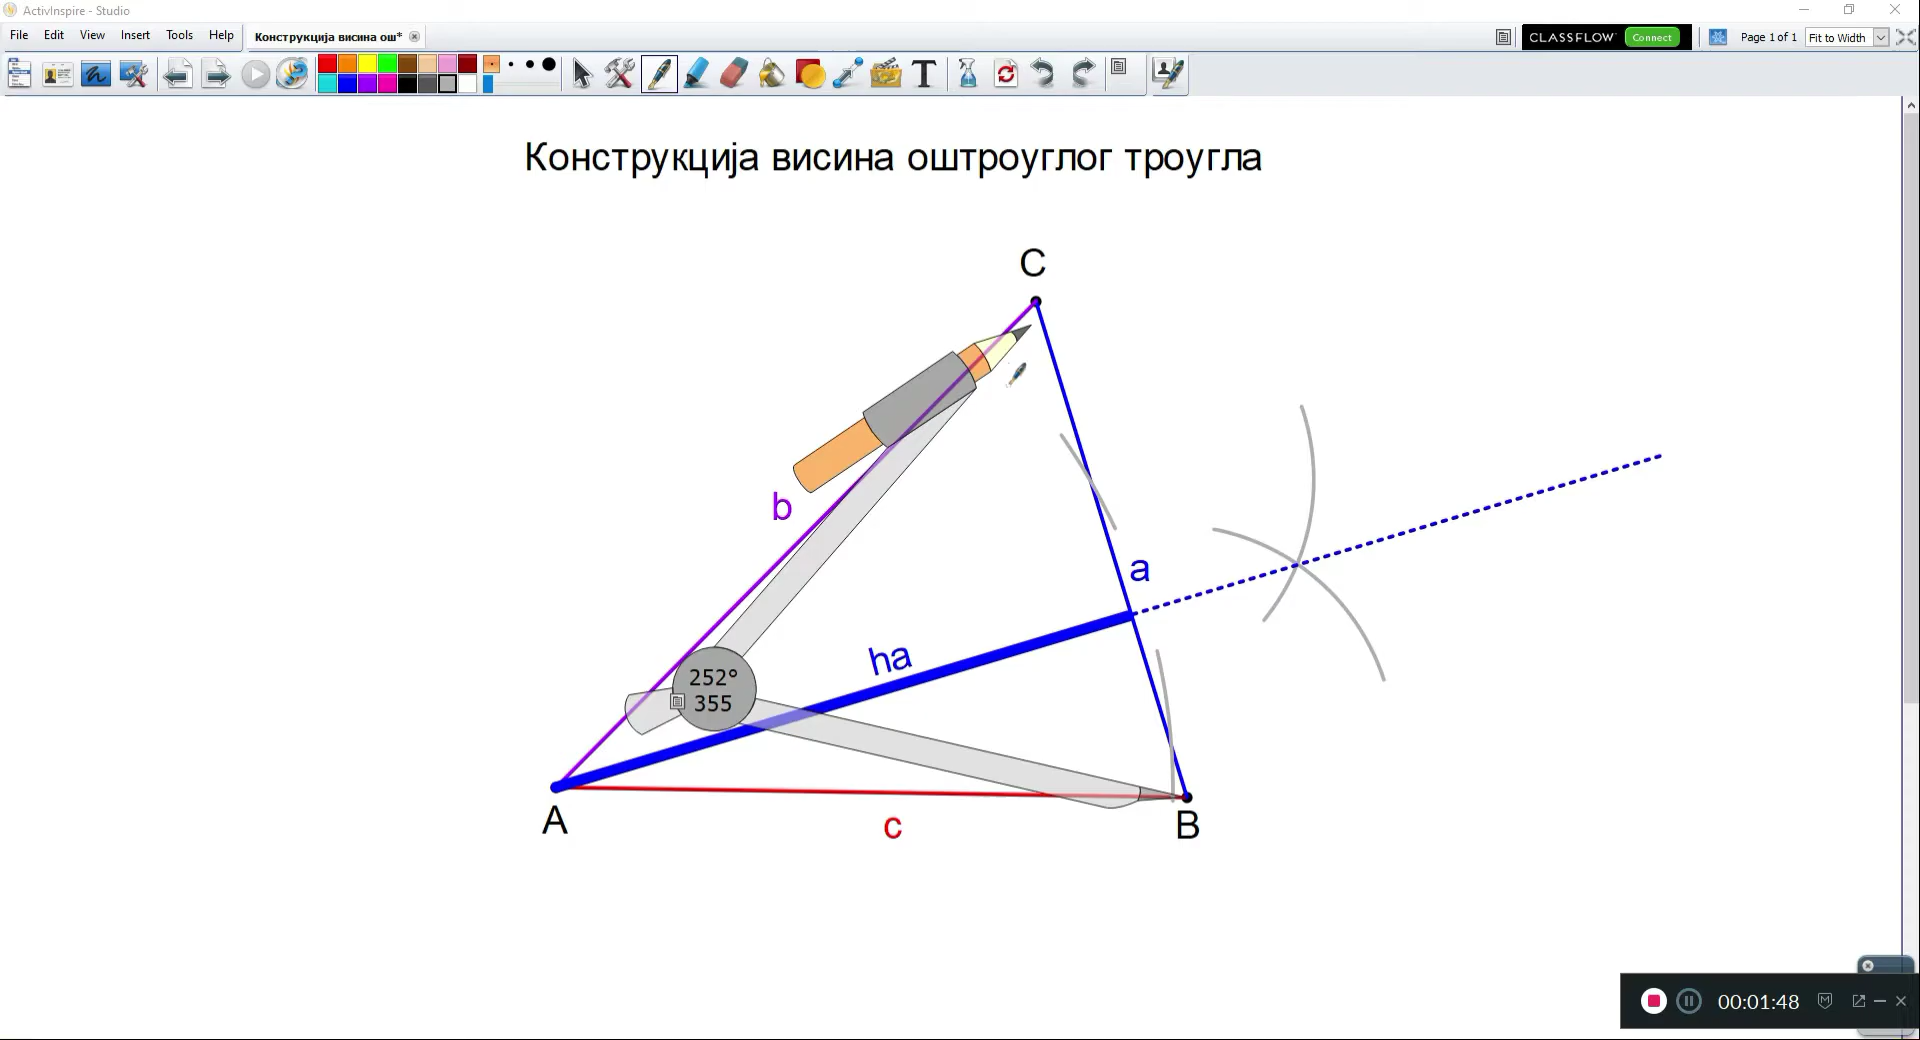 ActivInspire - Studio
File Edit View Insert Tools Help
Конструкција висина ош*
CLASSFLOW Connect
Page 1 of 1
Fit to Width
T
Конструкција висина оштроуглог троугла
C
b
a
ha
252°
355
A
c
B
00:01:48